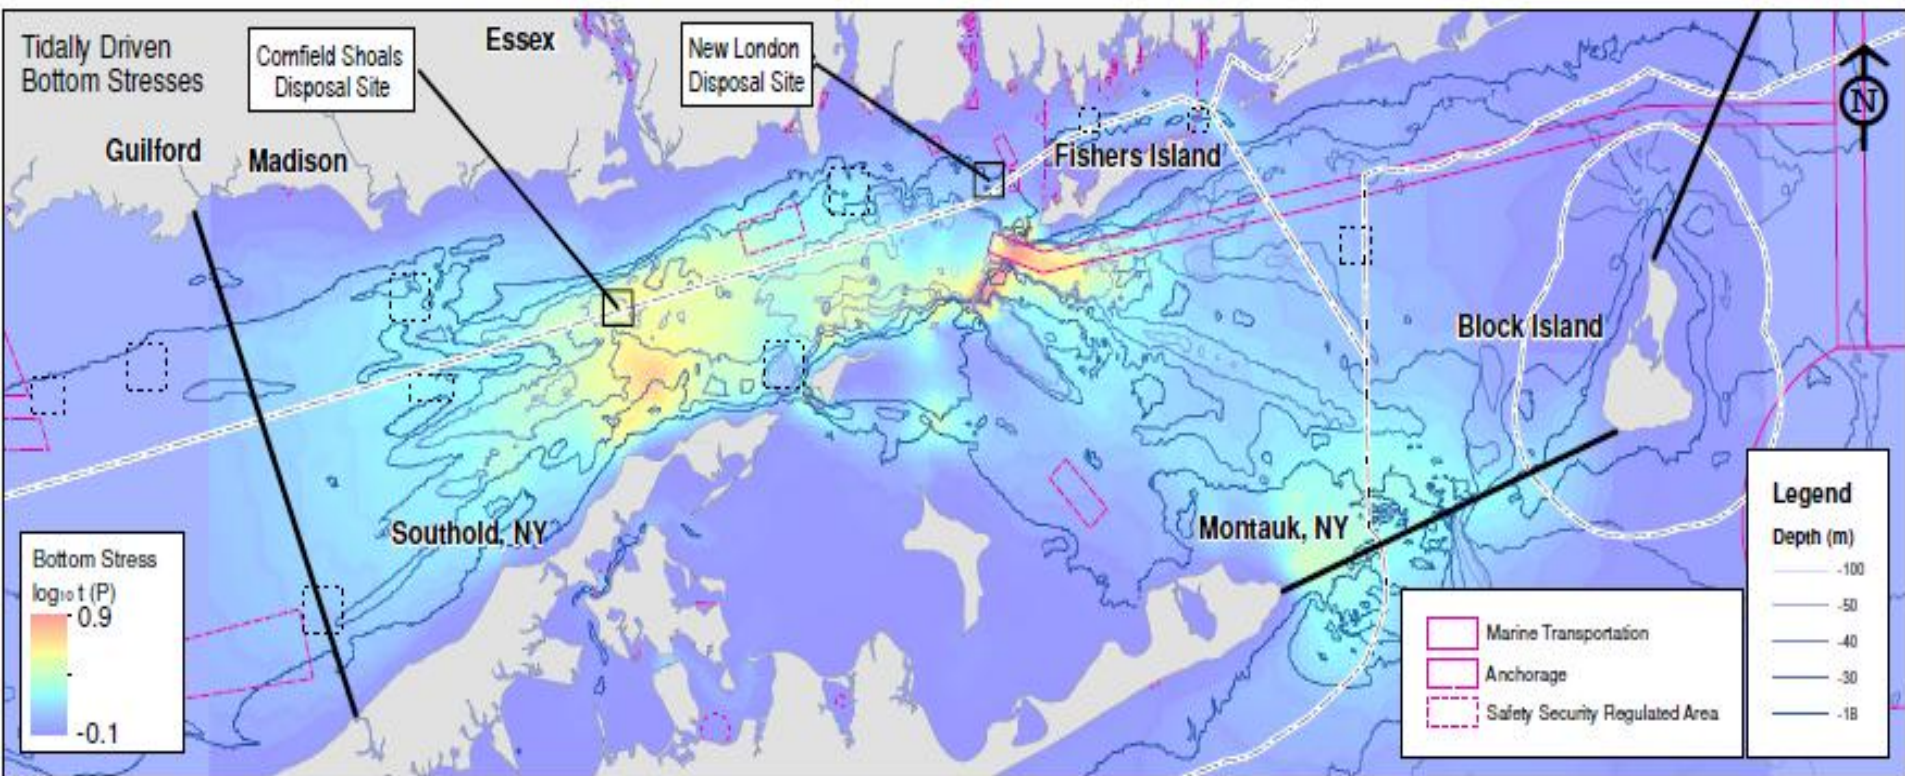 Tidally Driven
Bottom Stresses
Cornfield Shoals
Disposal Site
Essex
New London
Disposal Site
N
Guilford
Madison
Fishers Island
Block Island
Southold, NY
Montauk, NY
Bottom Stress
log₁₀ t (P)
0.9
-0.1
Legend
Depth (m)
-100
-50
-40
-30
-18
Marine Transportation
Anchorage
Safety Security Regulated Area